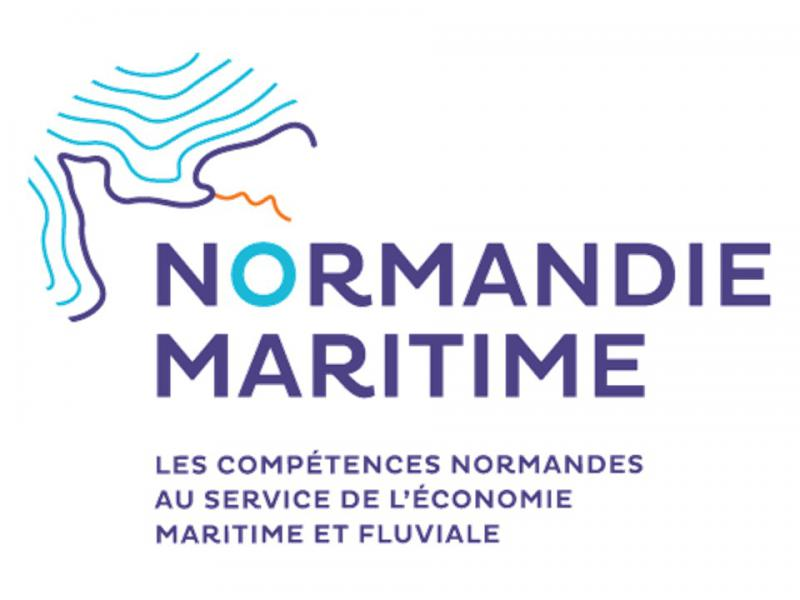 NORMANDIE
MARITIME
LES COMPÉTENCES NORMANDES
AU SERVICE DE L'ÉCONOMIE
MARITIME ET FLUVIALE